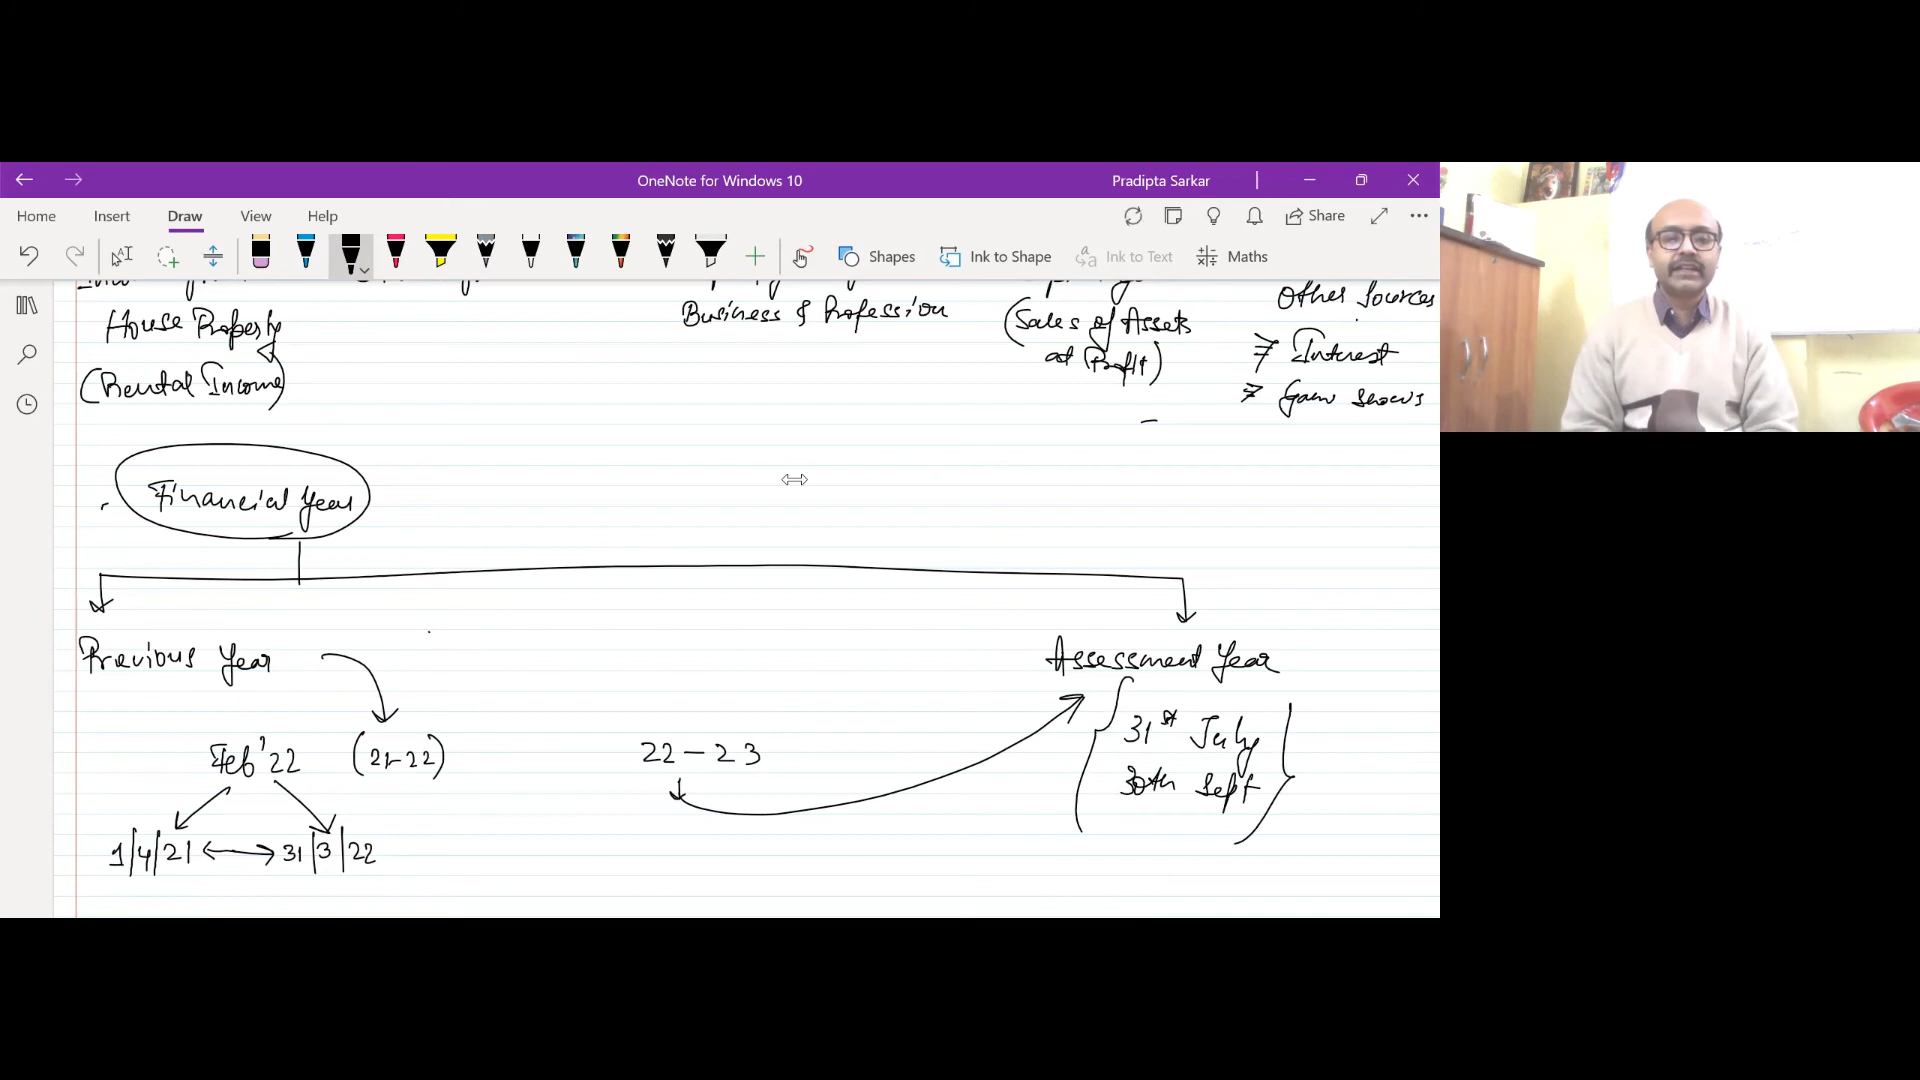 OneNote for Windows 10
Pradipta Sarkar
Home Insert Draw View Help
Share
Shapes
Ink to Shape
Ink to Text
Maths
House Property
(Rental Income)
Business & Profession
(Sales of Assets
at Profit)
Other Sources
Interest
Gam shows
Financial Year
Previous Year
Assessment Year
Feb'22 (21-22)
22-23
31st July
30th Sept
1/4/21 31/3/22